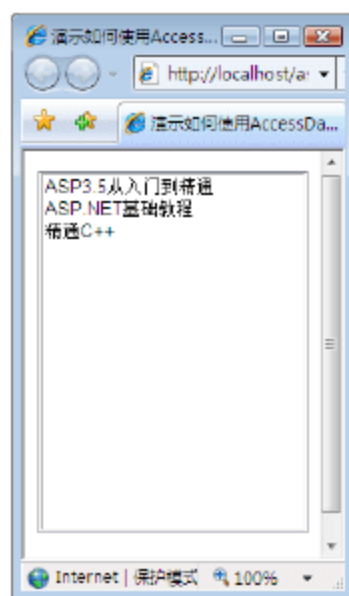 演示如何使用Access...
http://localhost/a
演示如何使用AccessDa...
ASP3.5从入门到精通
ASP.NET基础教程
精通C++
Internet | 保护模式 100%